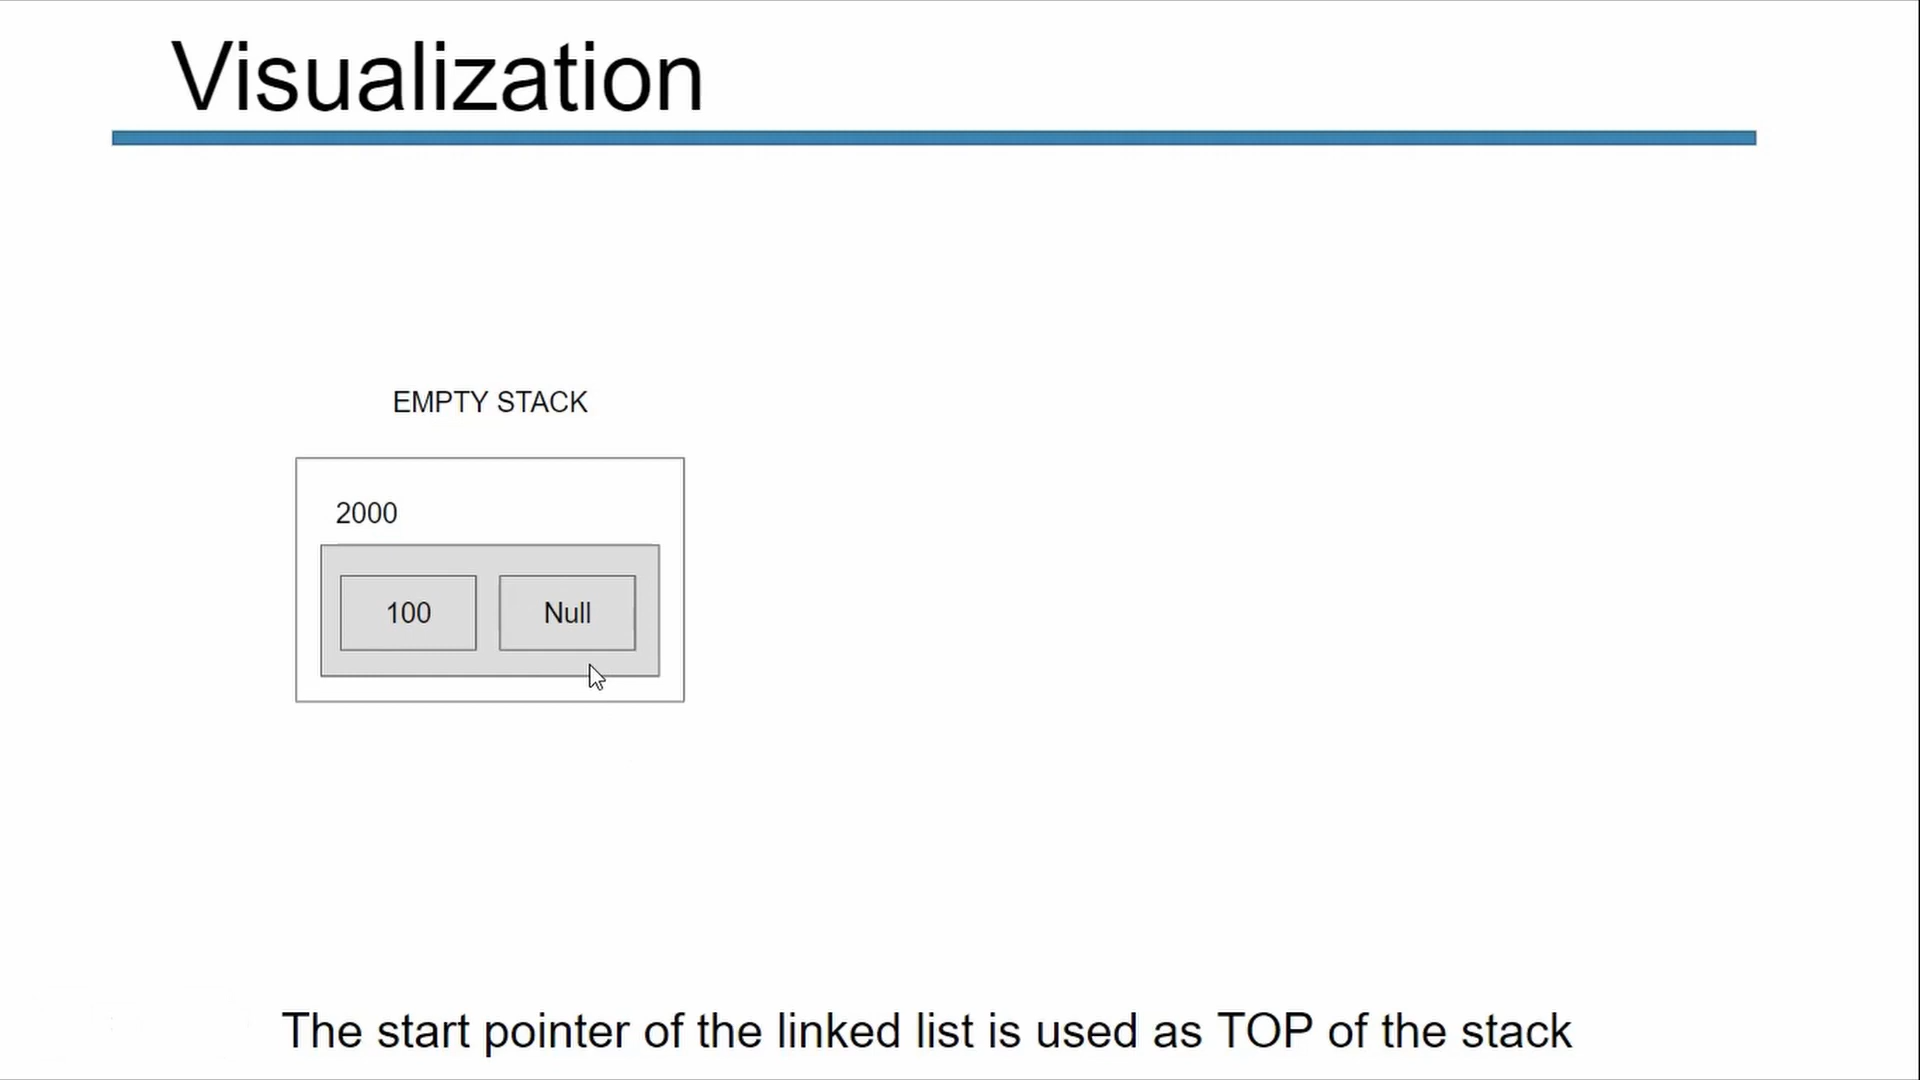 Visualization
EMPTY STACK
2000
100 Null
The start pointer of the linked list is used as TOP of the stack